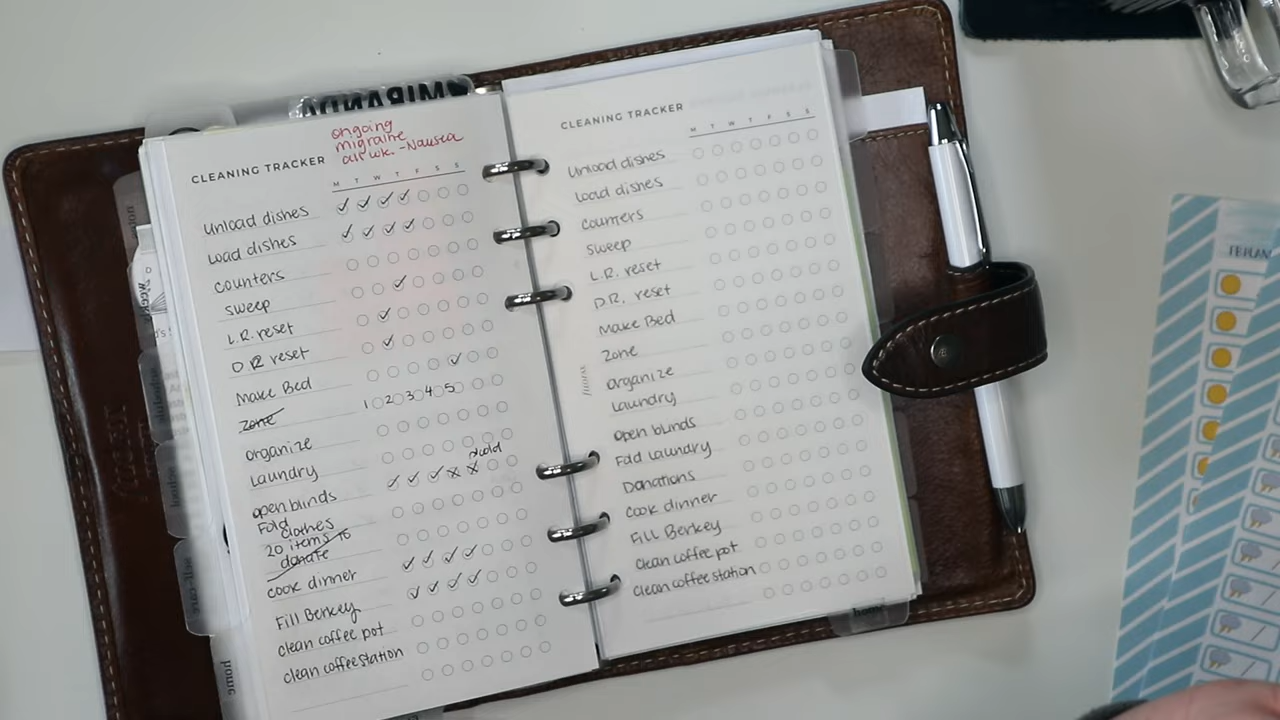 MIRANDA
CLEANING TRACKER
ongoing
migraine
all wk. - Nausea
M T W T F S S
Unload dishes
Load dishes
counters
sweep
L.R. reset
D R reset
Make Bed
zone
1 2 3 4 5
organize
Laundry
open blinds
Fold clothes
20 items to
donate
cook dinner
Fill Berkey
clean coffee pot
clean coffee station
home
CLEANING TRACKER
M T W T F S S
Unload dishes
Load dishes
counters
sweep
L.R. reset
D.R. reset
Make Bed
Zone
organize
Laundry
open blinds
Fold Laundry
Donations
cook dinner
Fill Berkey
clean coffee pot
clean coffee station
home